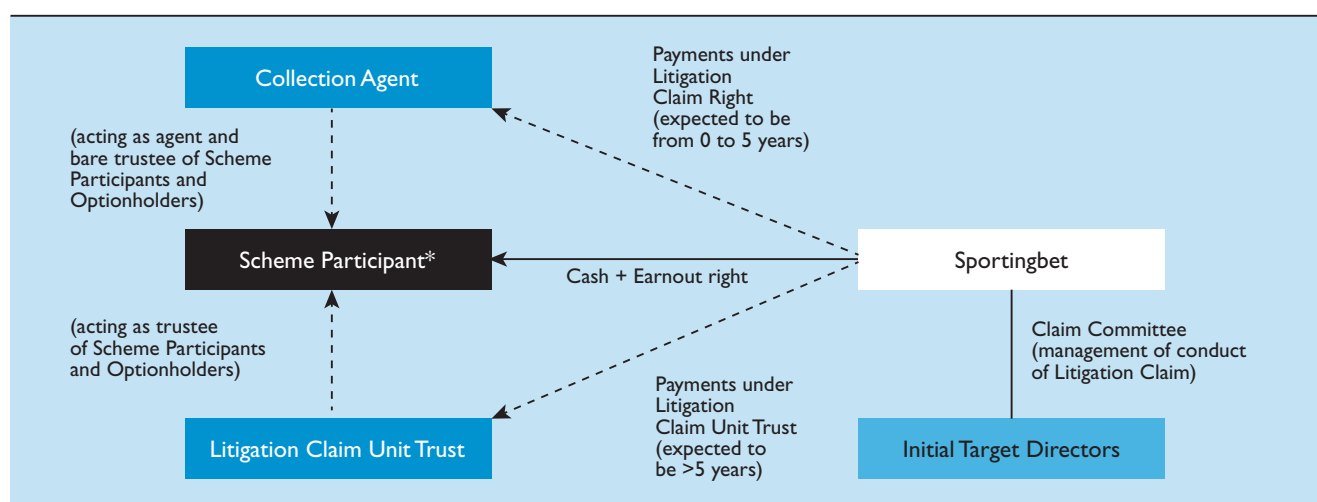 Collection Agent
Payments under
Litigation
Claim Right
(expected to be
from 0 to 5 years)
(acting as agent and
bare trustee of Scheme
Participants and
Optionholders)
Scheme Participant*
Cash + Earnout right
Sportingbet
(acting as trustee
of Scheme Participants
and Optionholders)
Claim Committee
(management of conduct
of Litigation Claim)
Payments under
Litigation
Claim Unit Trust
(expected to
be >5 years)
Litigation Claim Unit Trust
Initial Target Directors